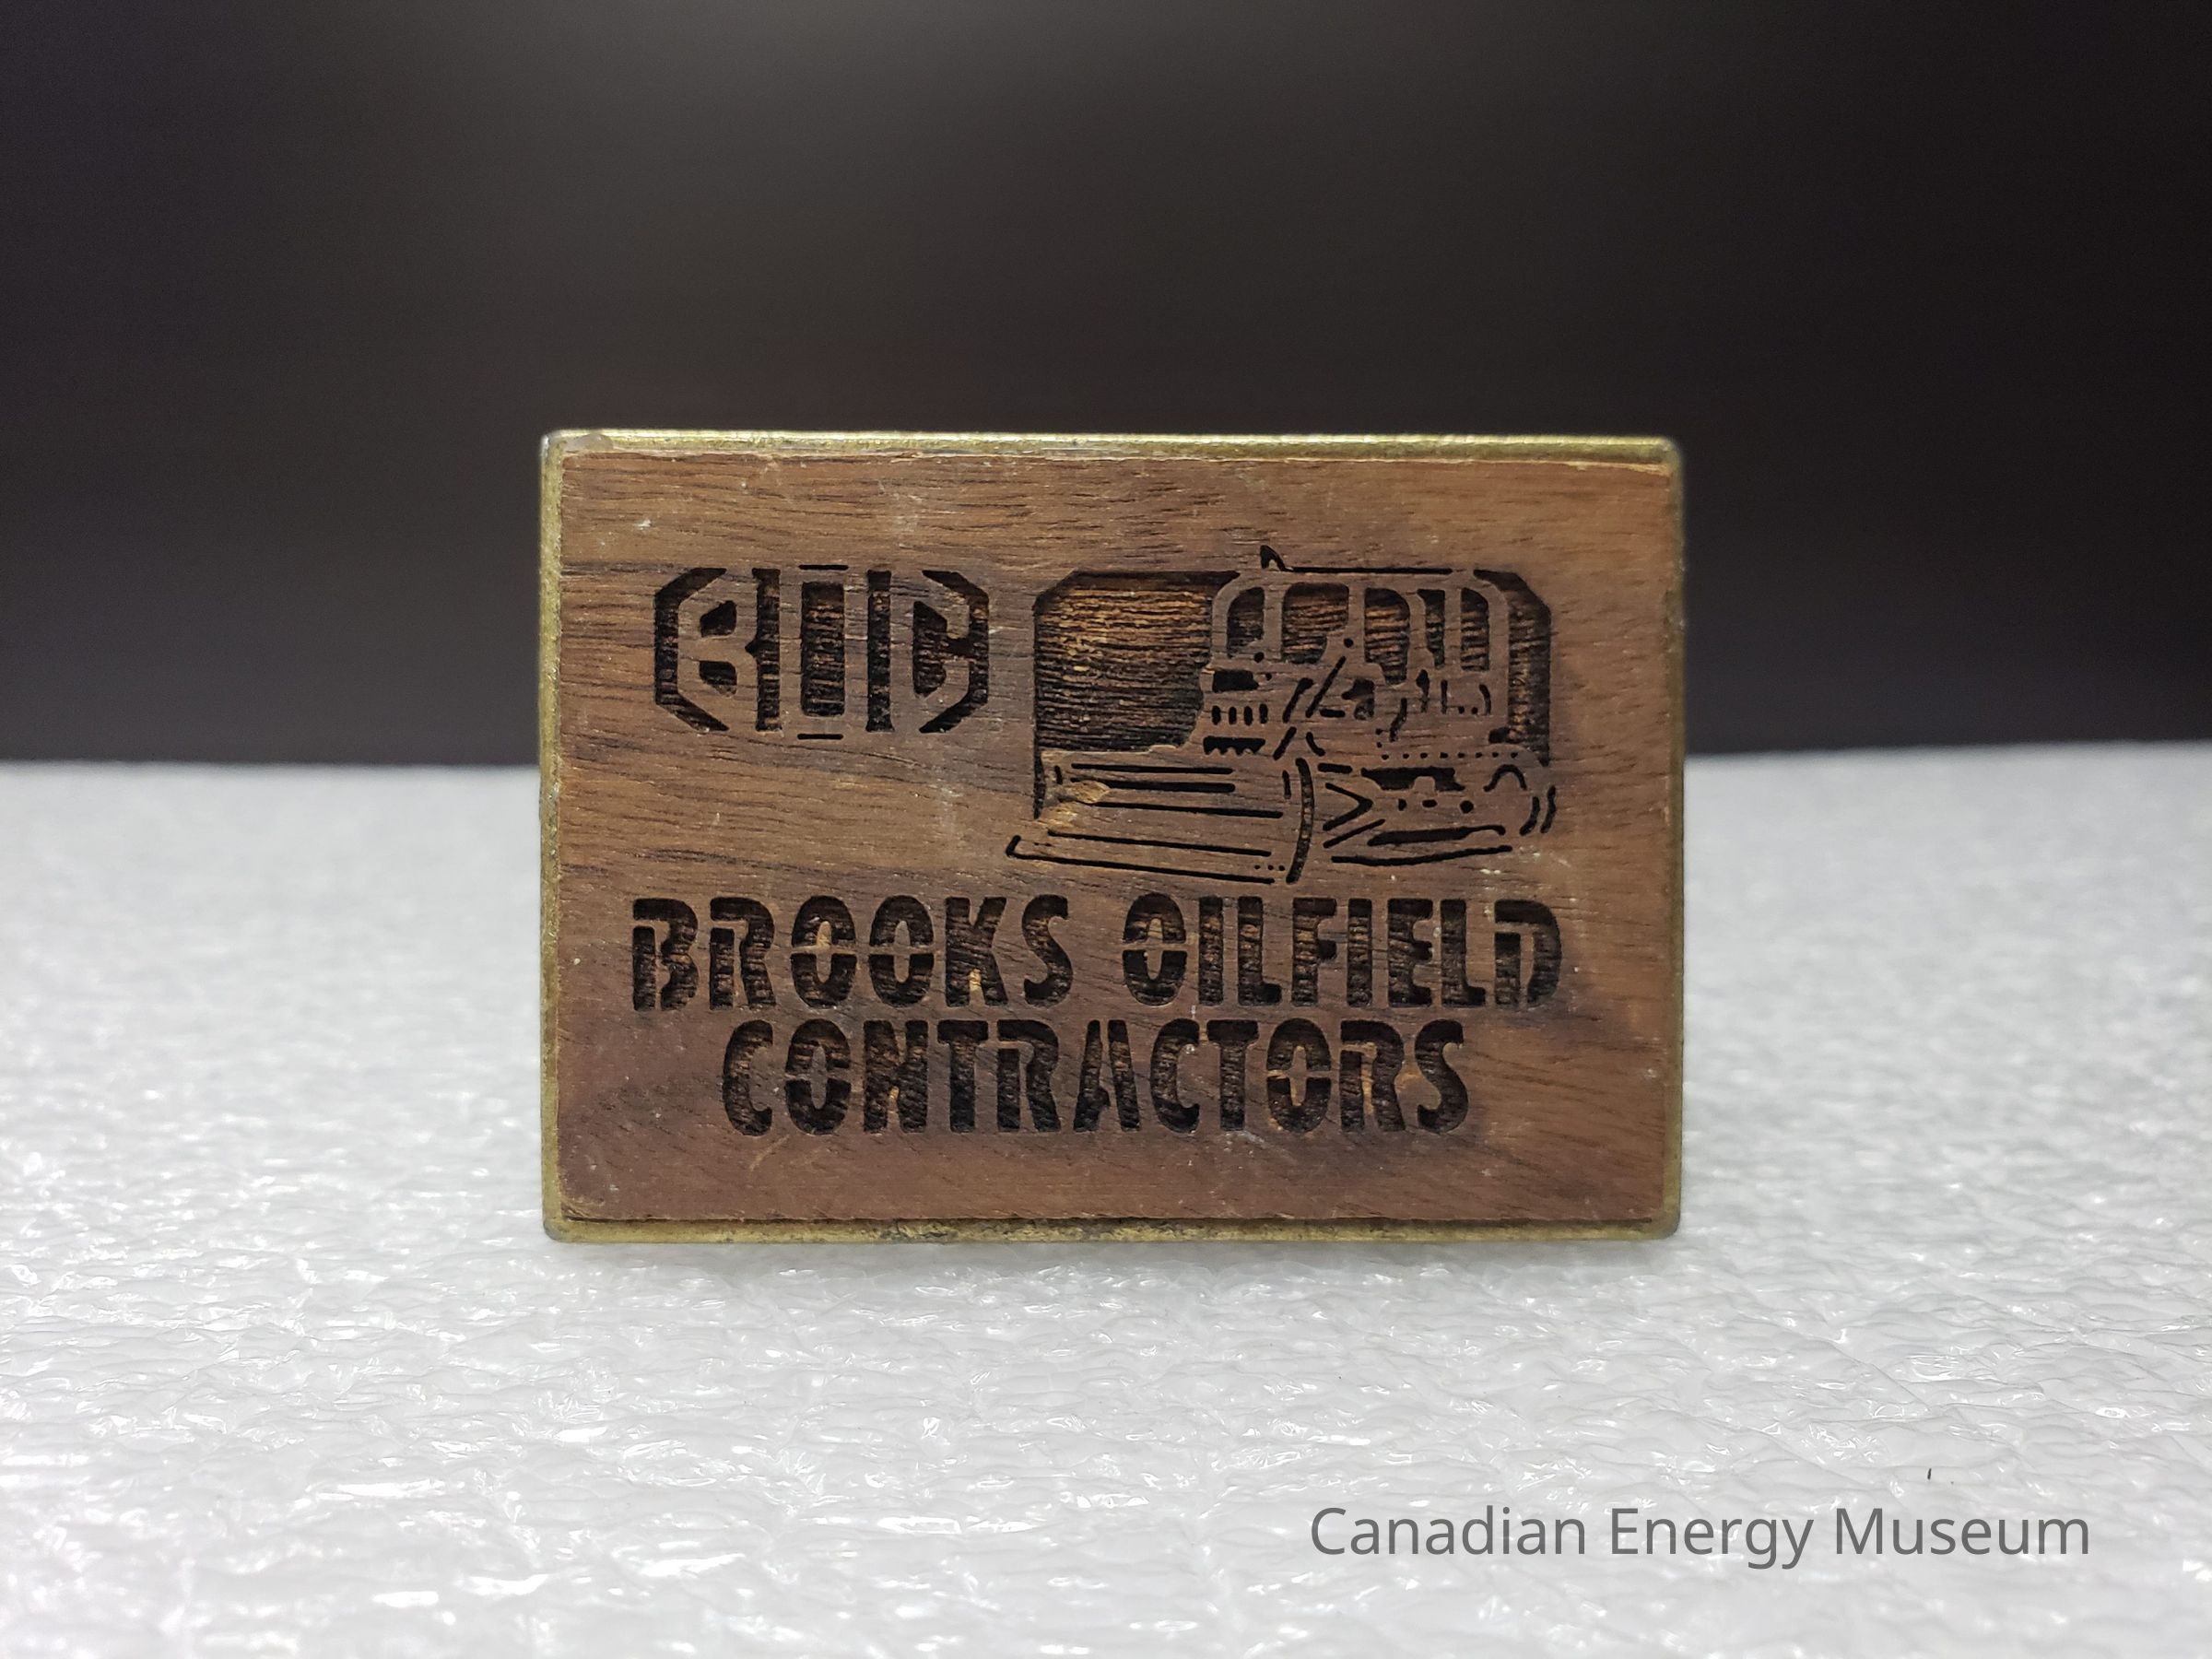 BOC
BROOKS OILFIELD
CONTRACTORS
Canadian Energy Museum